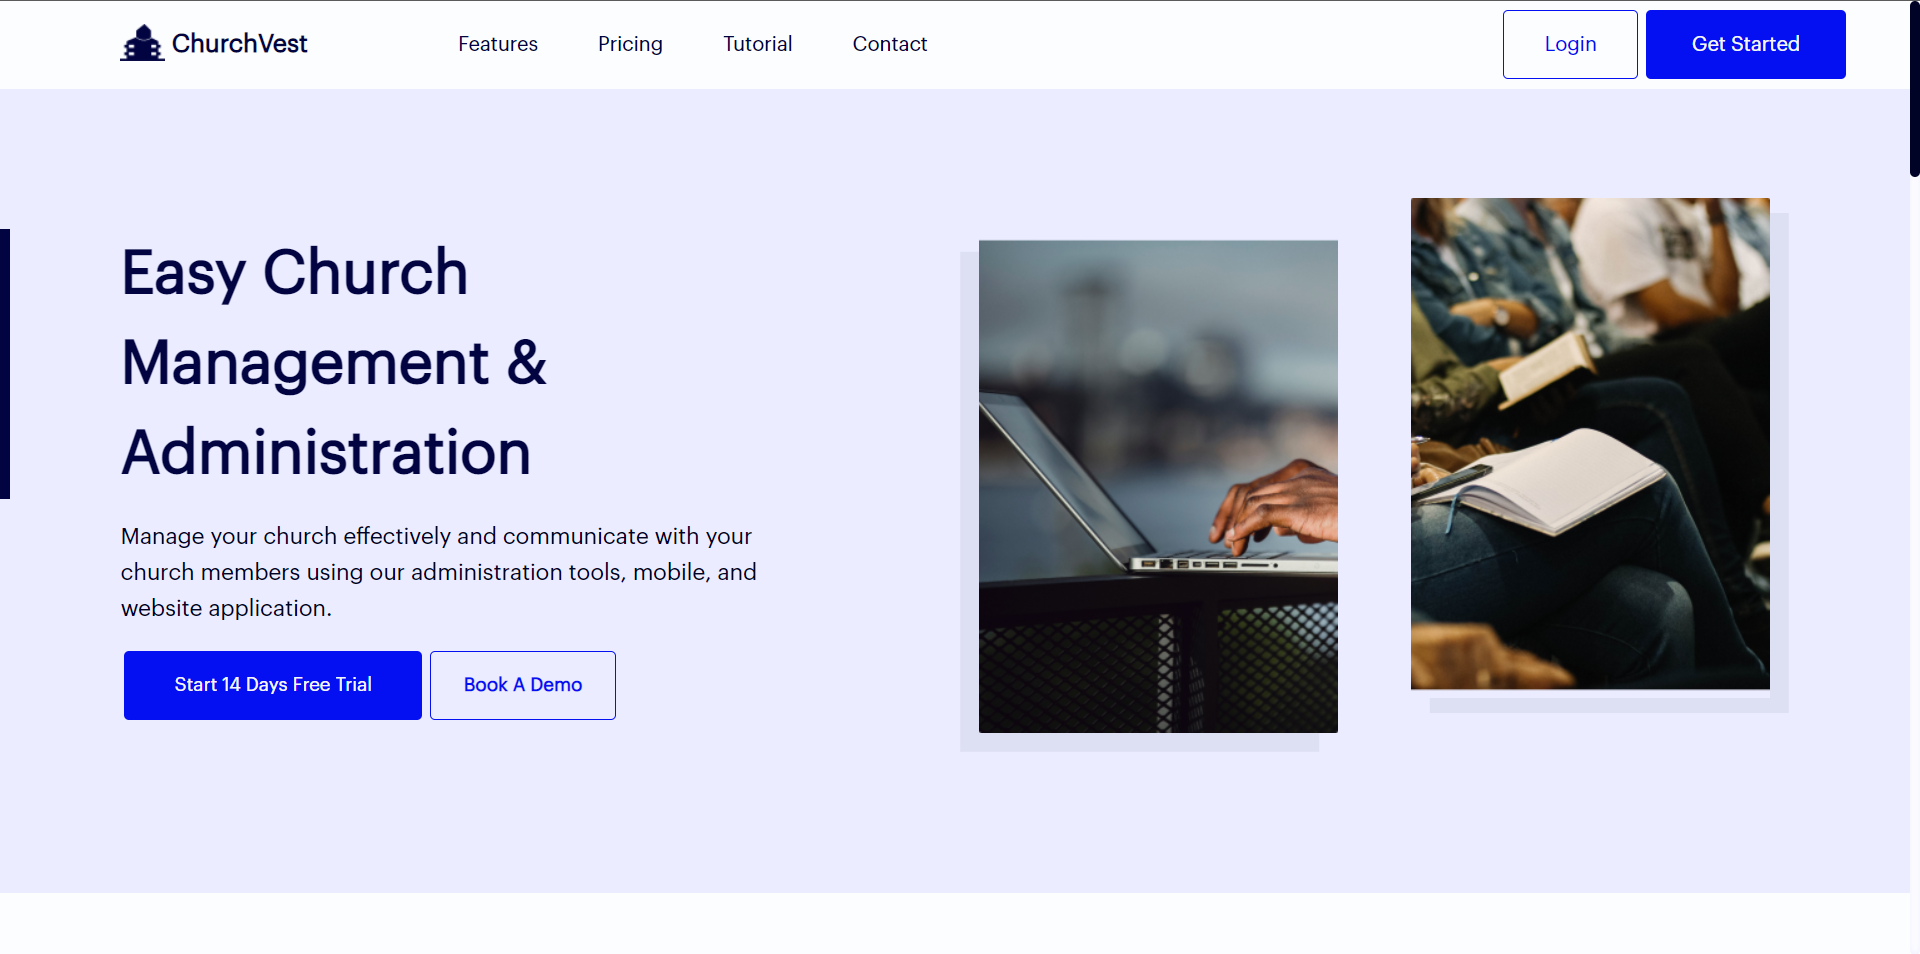 ChurchVest
Features
Pricing
Tutorial
Contact
Login
Get Started
Easy Church
Management &
Administration
Manage your church effectively and communicate with your
church members using our administration tools, mobile, and
website application.
Start 14 Days Free Trial
Book A Demo